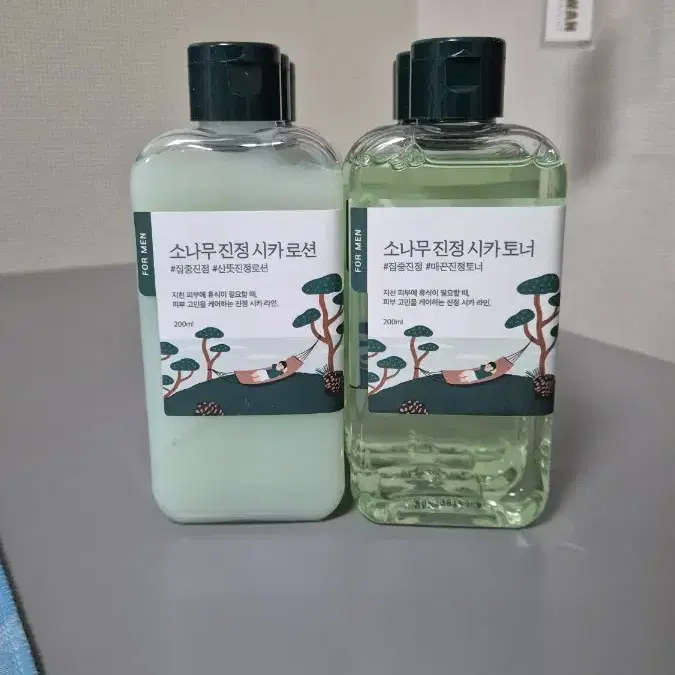 FOR MEN
소나무 진정 시카 로션
#집중진정 #산뜻진정로션
지친 피부에 휴식이 필요할 때,
피부 고민을 케어하는 진정 시카 라인.
200ml
FOR MEN
소나무 진정 시카 토너
#집중진정 #매끈진정토너
지친 피부에 휴식이 필요할 때,
피부 고민을 케어하는 진정 시카 라인.
200ml